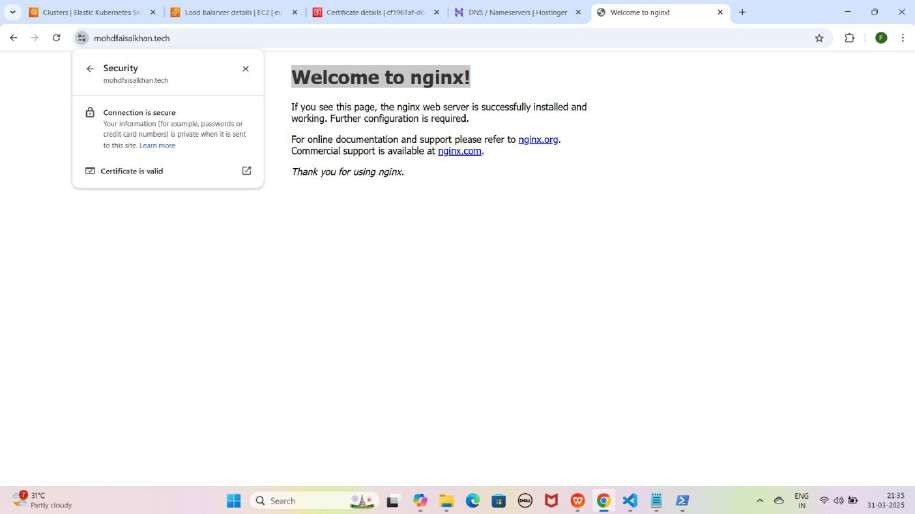 Clusters | Elastic Kubernetes Se
Load balancer details | EC2 | eu
Certificate details |
DNS / Nameservers | Hostinger
Welcome to nginx!
mohdfaisalkhan.tech
F
Security
mohdfaisalkhan.tech
Connection is secure
Your information (for example, passwords or
credit card numbers) is private when it is sent
to this site. Learn more
Certificate is valid
Welcome to nginx!
If you see this page, the nginx web server is successfully installed and
working. Further configuration is required.
For online documentation and support please refer to nginx.org.
Commercial support is available at nginx.com.
Thank you for using nginx.
7
31°C
Partly cloudy
Search
DELL
ENG
IN
21:35
31-03-2025